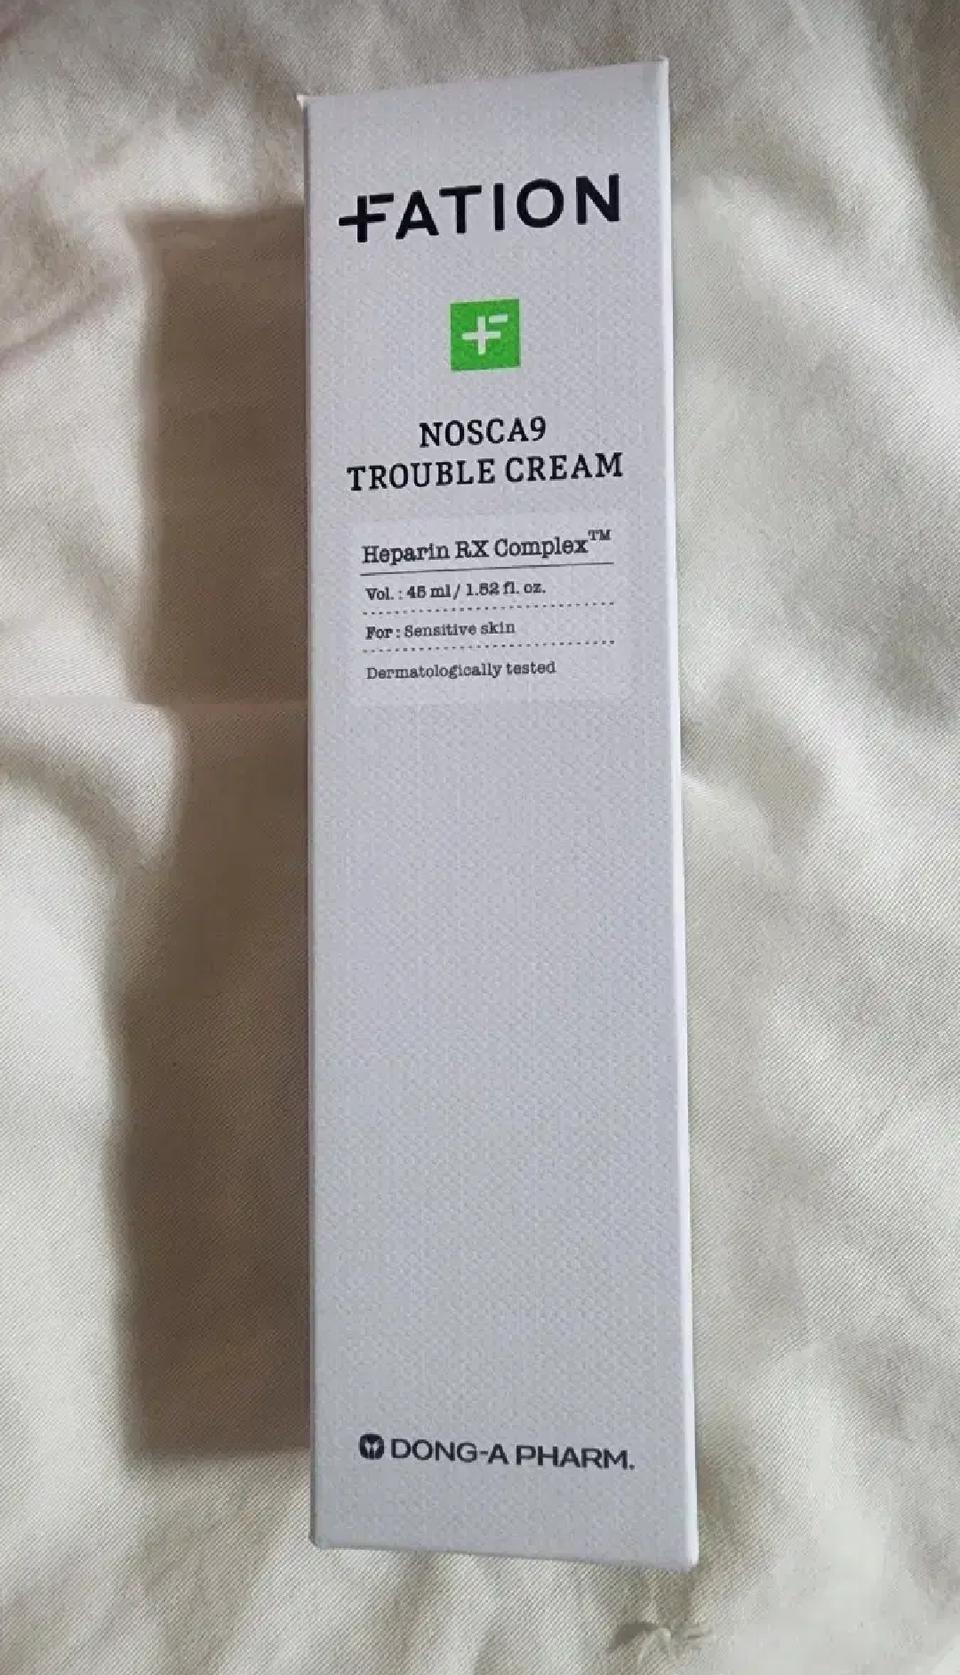 FATION
NOSCA9
TROUBLE CREAM
Heparin RX Complex™
Vol. : 45 ml / 1.52 fl. oz.
For : Sensitive skin
Dermatologically tested
DONG-A PHARM.